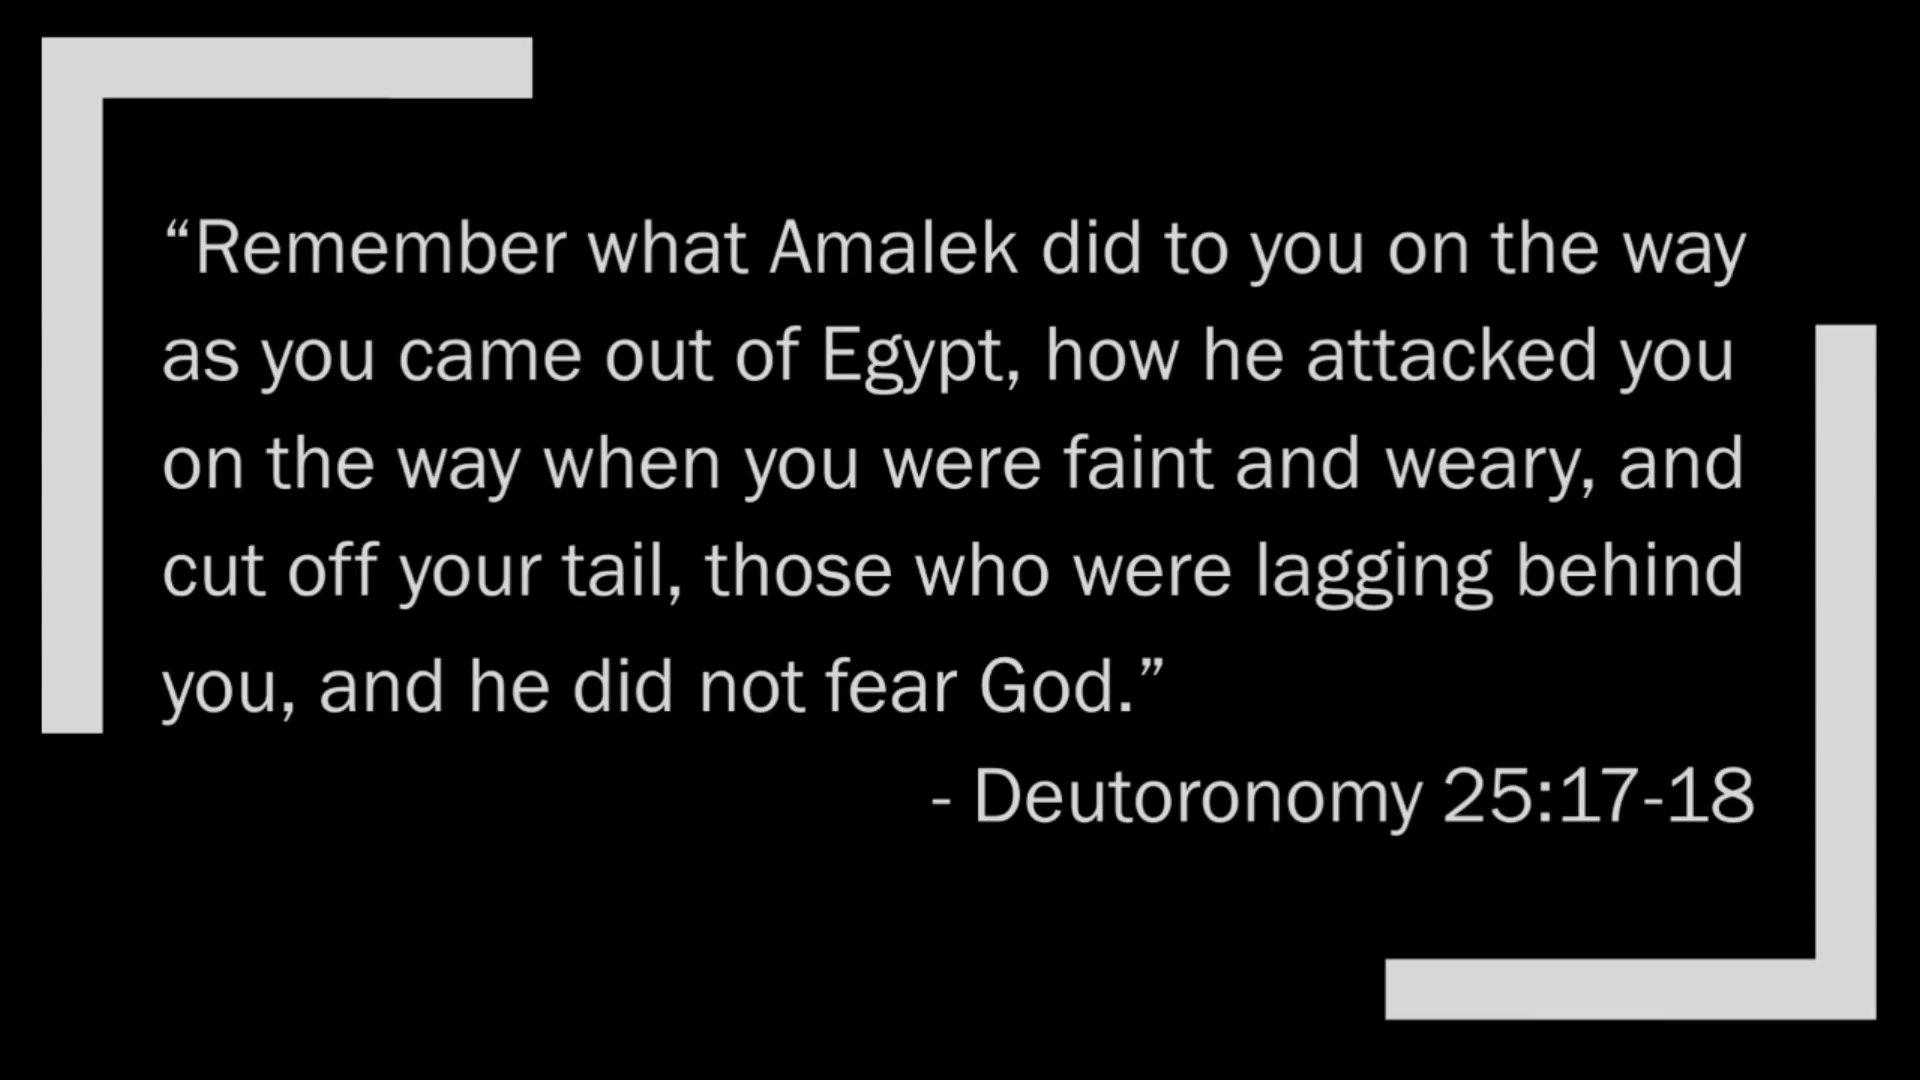 “Remember what Amalek did to you on the way
as you came out of Egypt, how he attacked you
on the way when you were faint and weary, and
cut off your tail, those who were lagging behind
you, and he did not fear God.”
- Deutoronomy 25:17-18